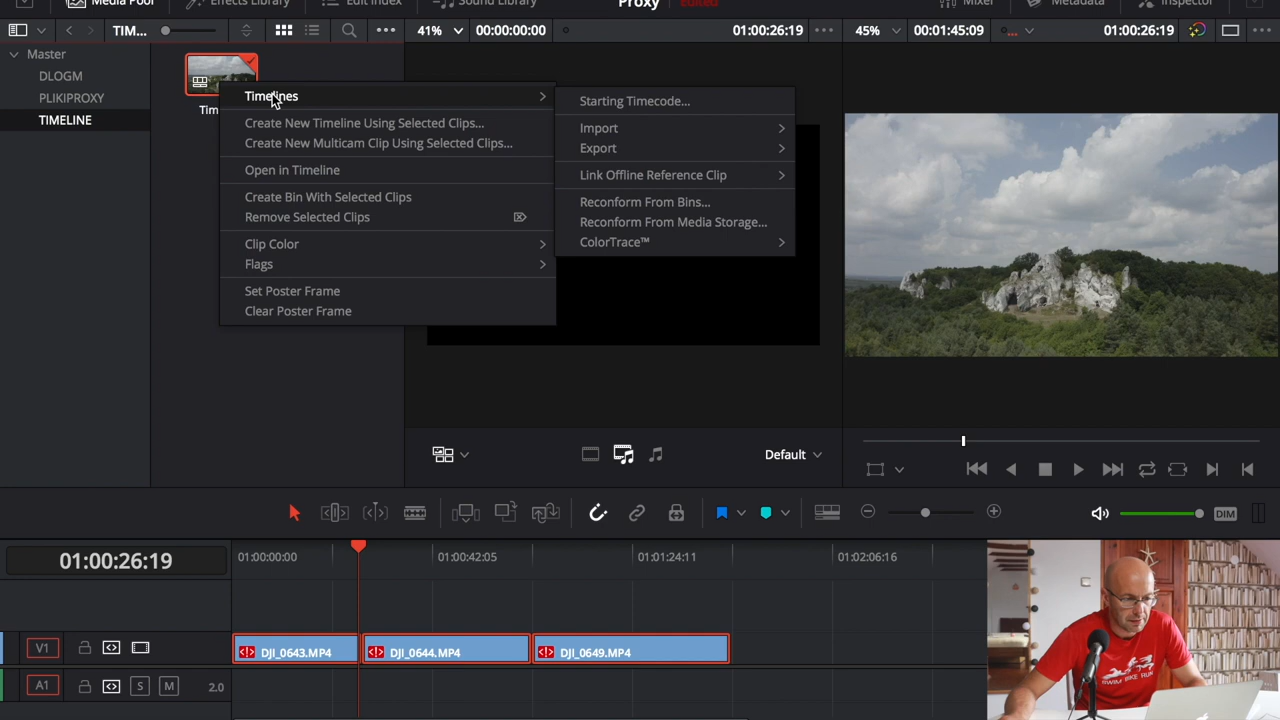 Media Pool Effects Library Edit Index Sound Library Proxy Edited Mixer Metadata Inspector
TIM... 41% 00:00:00:00 01:00:26:19 45% 00:01:45:09 01:00:26:19
Master
DLOGM
PLIKIPROXY
TIMELINE
Tim
Timelines
Create New Timeline Using Selected Clips...
Create New Multicam Clip Using Selected Clips...
Open in Timeline
Create Bin With Selected Clips
Remove Selected Clips
Clip Color
Flags
Set Poster Frame
Clear Poster Frame
Starting Timecode...
Import
Export
Link Offline Reference Clip
Reconform From Bins...
Reconform From Media Storage...
ColorTrace™
Default
DIM
01:00:26:19
01:00:00:00 01:00:42:05 01:01:24:11 01:02:06:16
V1 DJI_0643.MP4 DJI_0644.MP4 DJI_0649.MP4
A1 S M 2.0
SWIM BIKE RUN